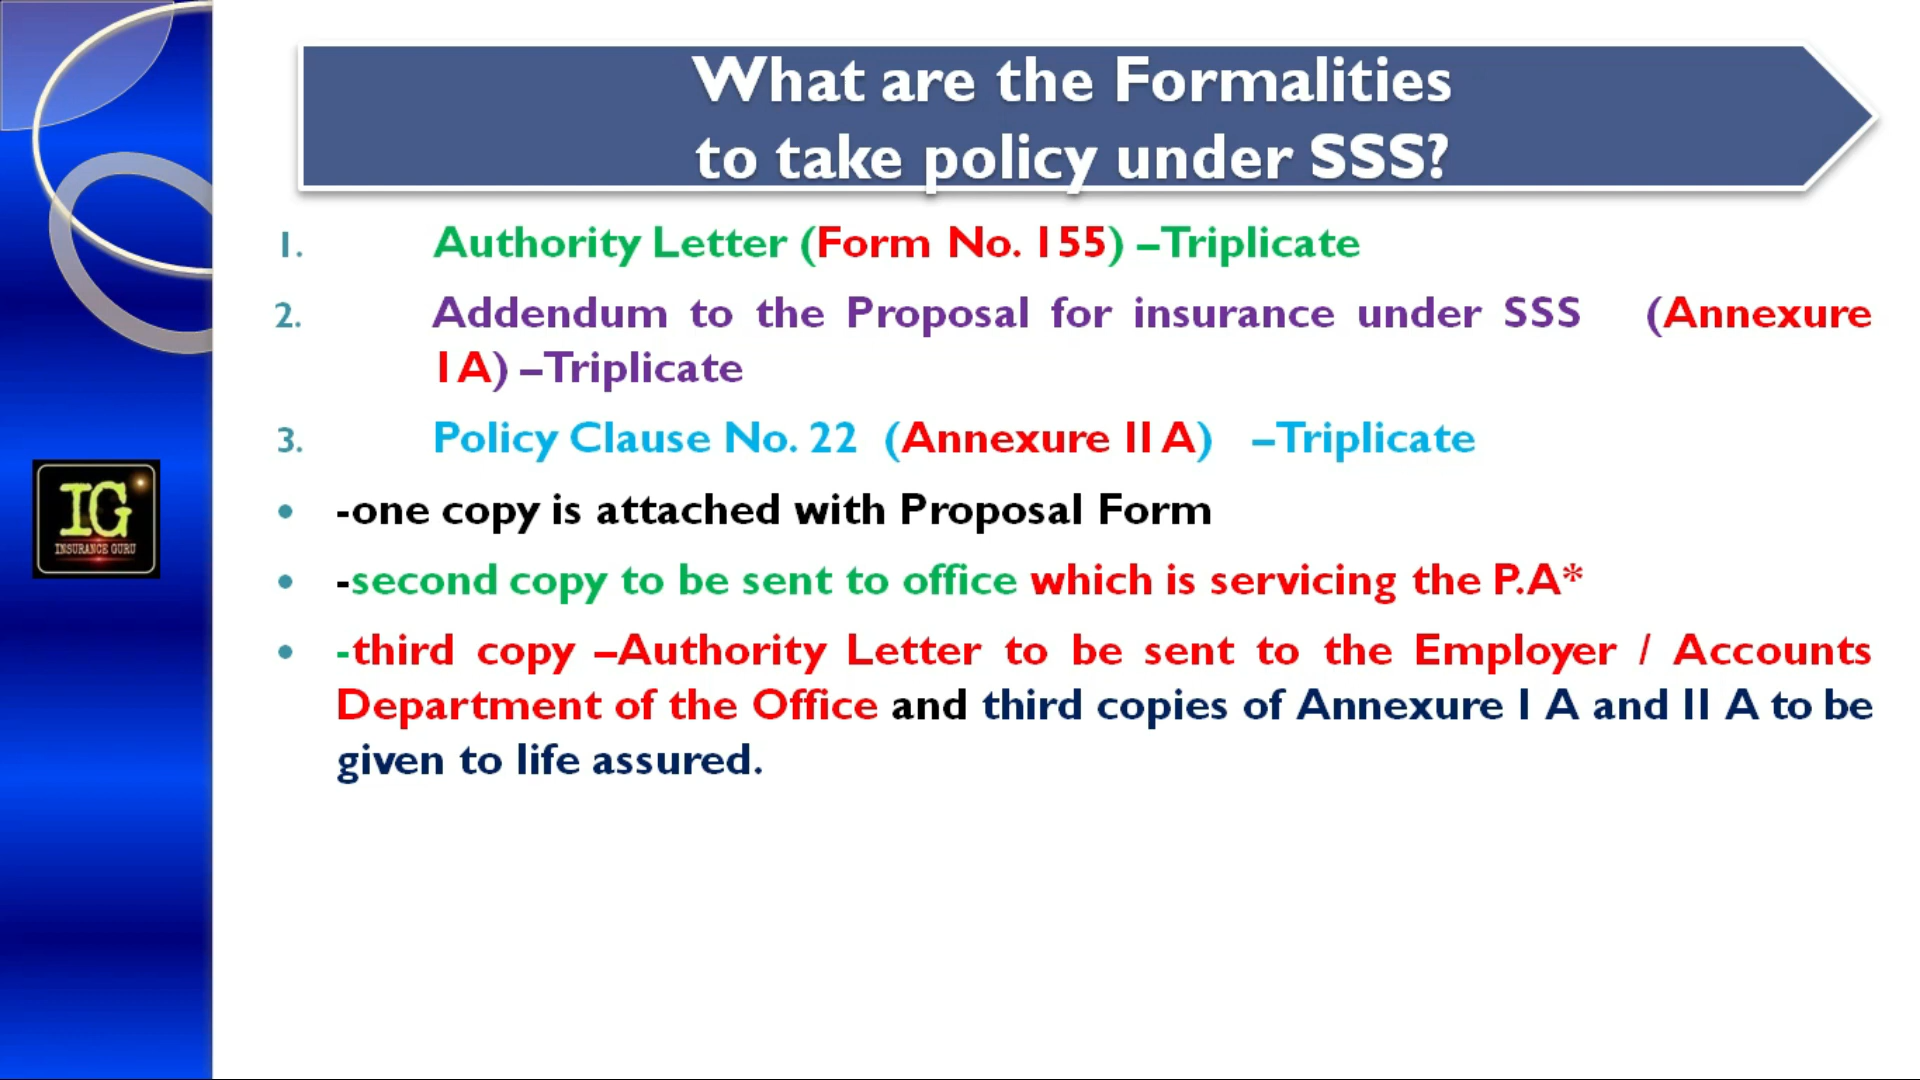 What are the Formalities
to take policy under SSS?
1. Authority Letter (Form No. 155) –Triplicate
2. Addendum to the Proposal for insurance under SSS (Annexure
I A) –Triplicate
3. Policy Clause No. 22 (Annexure II A) –Triplicate
• -one copy is attached with Proposal Form
• -second copy to be sent to office which is servicing the P.A*
• -third copy –Authority Letter to be sent to the Employer / Accounts
Department of the Office and third copies of Annexure I A and II A to be
given to life assured.
IG
INSURANCE GURU